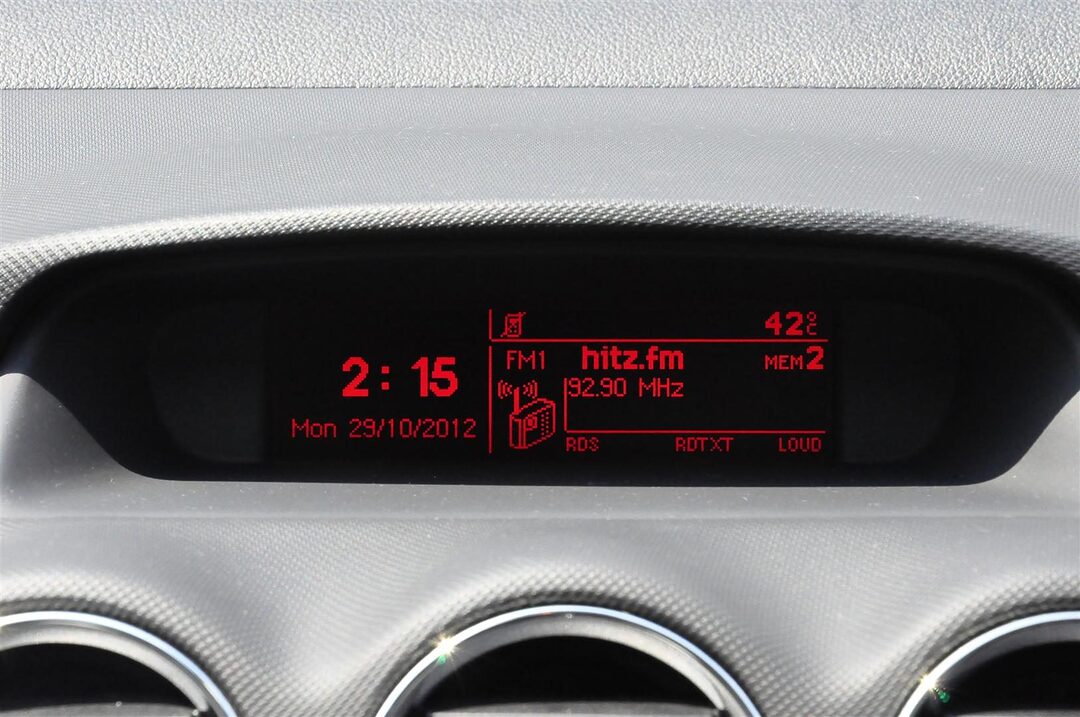 2:15
Mon 29/10/2012
42°C
FM1 hitz.fm MEM2
92.90 MHz
RDS RDTXT LOUD